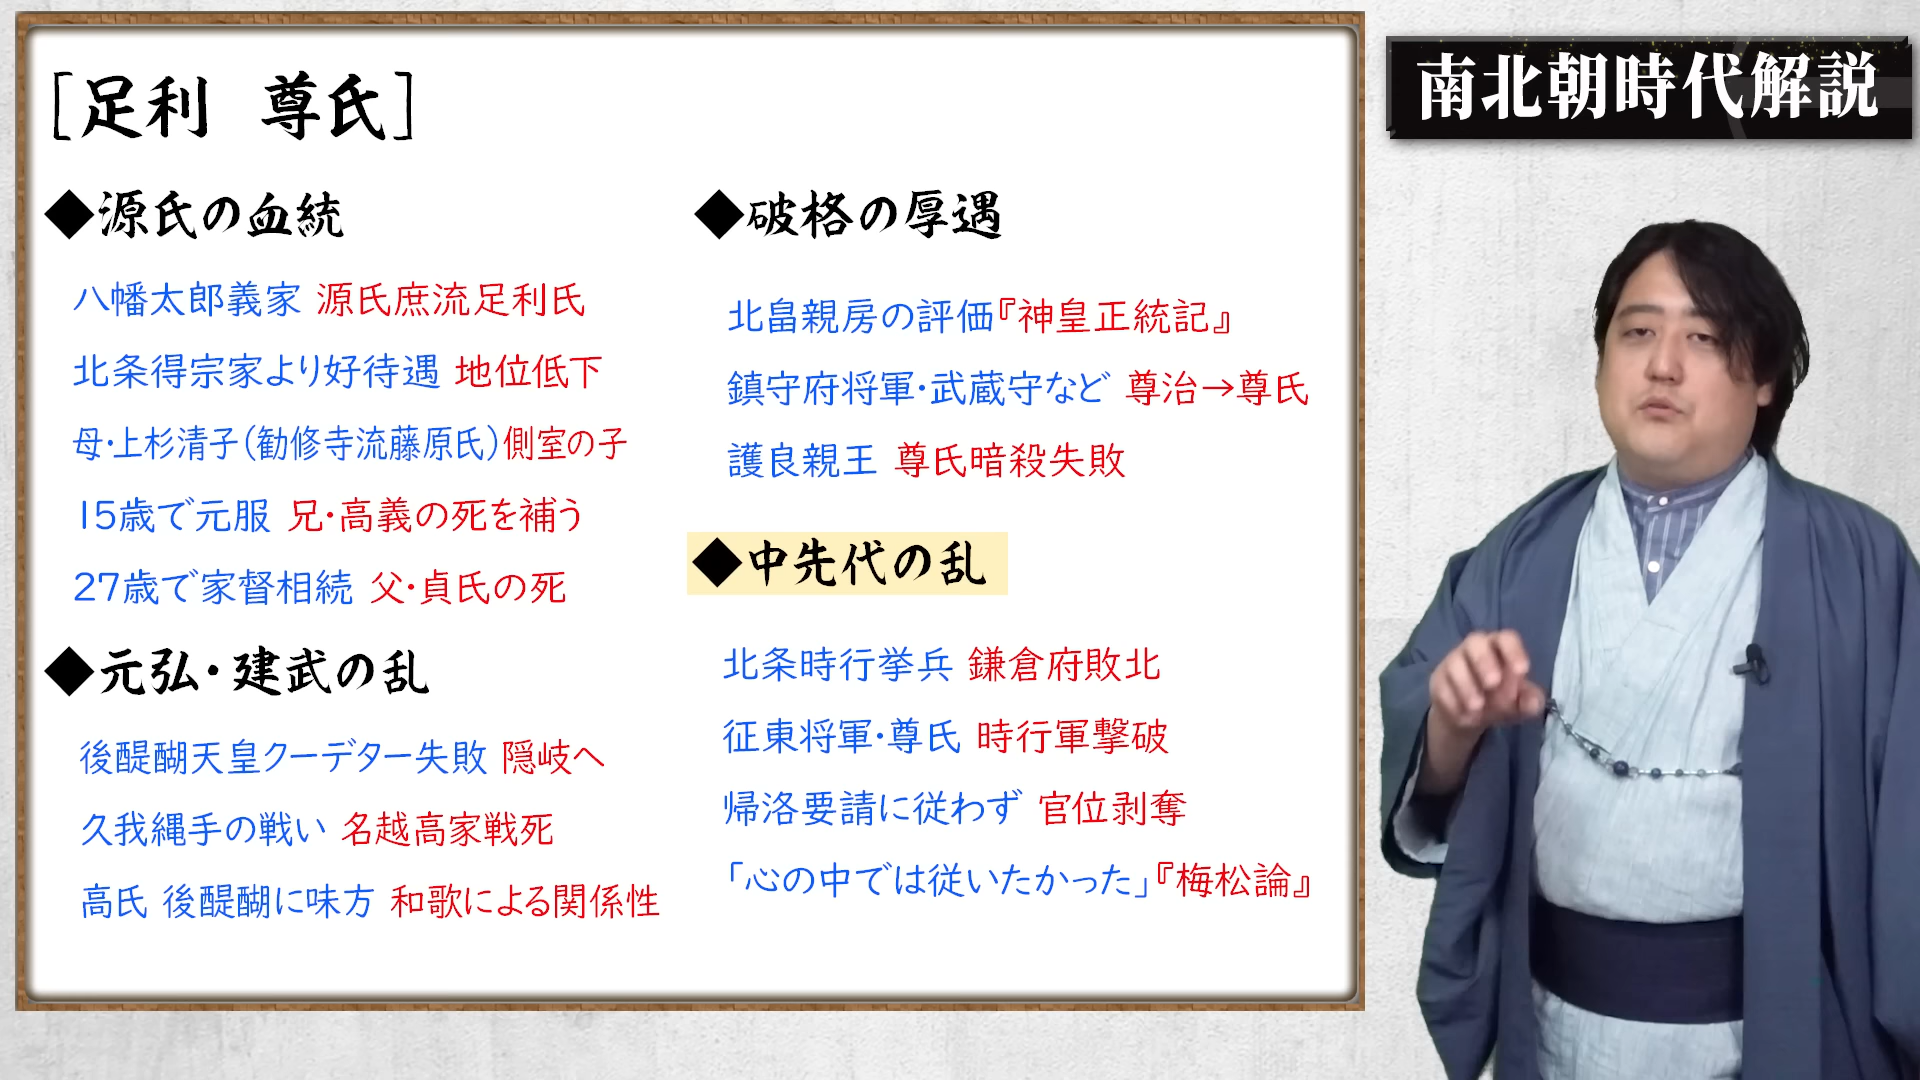 [足利 尊氏]
◆源氏の血統
八幡太郎義家 源氏庶流足利氏
北条得宗家より好待遇 地位低下
母・上杉清子(勧修寺流藤原氏)側室の子
15歳で元服 兄・高義の死を補う
27歳で家督相続 父・貞氏の死
◆元弘・建武の乱
後醍醐天皇クーデター失敗 隠岐へ
久我縄手の戦い 名越高家戦死
高氏 後醍醐に味方 和歌による関係性
◆破格の厚遇
北畠親房の評価『神皇正統記』
鎮守府将軍・武蔵守など 尊治→尊氏
護良親王 尊氏暗殺失敗
◆中先代の乱
北条時行挙兵 鎌倉府敗北
征東将軍・尊氏 時行軍撃破
帰洛要請に従わず 官位剥奪
「心の中では従いたかった」『梅松論』
南北朝時代解説